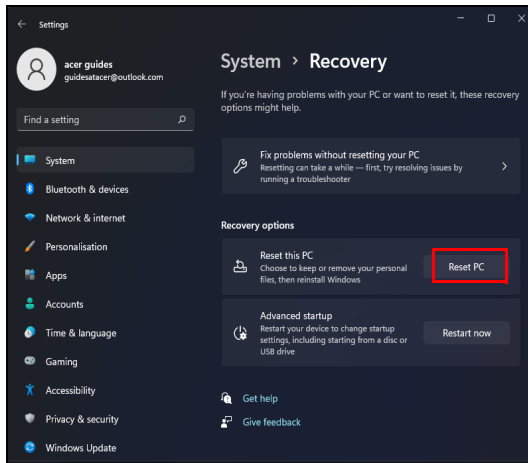 Settings
acer guides
guidesatacer@outlook.com
Find a setting
System
Bluetooth & devices
Network & internet
Personalisation
Apps
Accounts
Time & language
Gaming
Accessibility
Privacy & security
Windows Update
System > Recovery
If you're having problems with your PC or want to reset it, these recovery
options might help.
Fix problems without resetting your PC
Resetting can take a while — first, try resolving issues by
running a troubleshooter
Recovery options
Reset this PC
Choose to keep or remove your personal
files, then reinstall Windows
Reset PC
Advanced startup
Restart your device to change startup
settings, including starting from a disc or
USB drive
Restart now
Get help
Give feedback